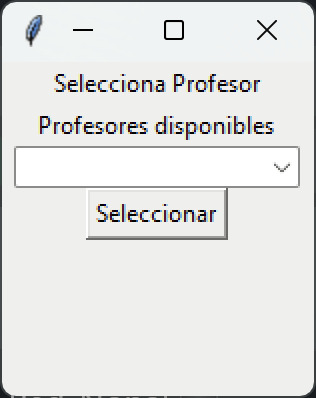 Selecciona Profesor
Profesores disponibles
Seleccionar